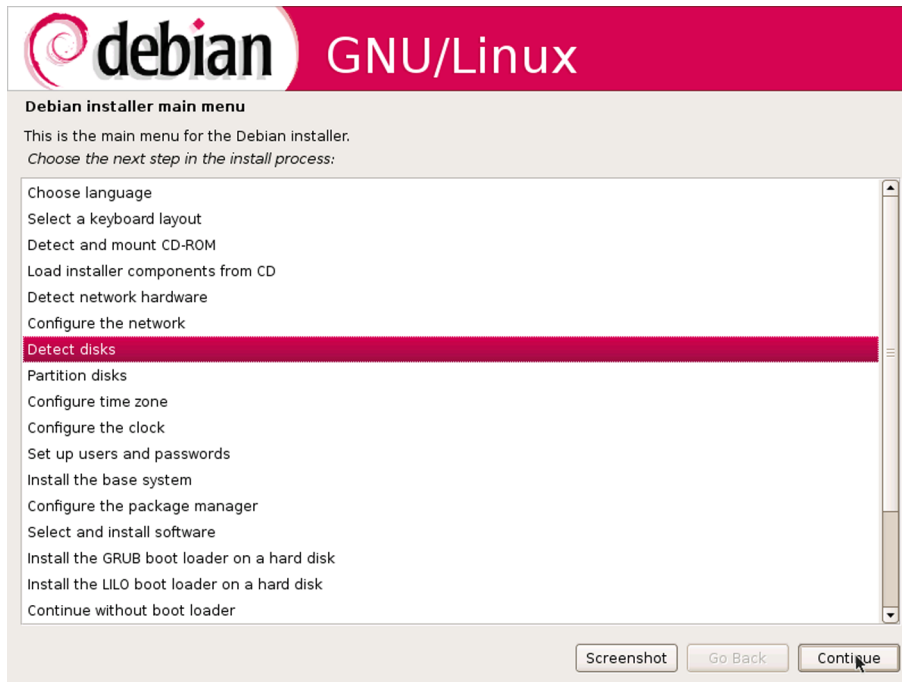 debian GNU/Linux
Debian installer main menu
This is the main menu for the Debian installer.
Choose the next step in the install process:
Choose language
Select a keyboard layout
Detect and mount CD-ROM
Load installer components from CD
Detect network hardware
Configure the network
Detect disks
Partition disks
Configure time zone
Configure the clock
Set up users and passwords
Install the base system
Configure the package manager
Select and install software
Install the GRUB boot loader on a hard disk
Install the LILO boot loader on a hard disk
Continue without boot loader
Screenshot Go Back Continue